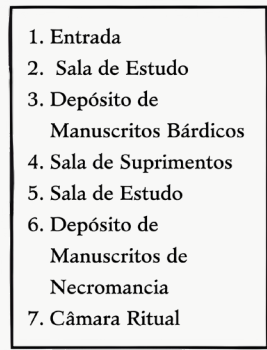 1. Entrada
2. Sala de Estudo
3. Depósito de
Manuscritos Bárdicos
4. Sala de Suprimentos
5. Sala de Estudo
6. Depósito de
Manuscritos de
Necromancia
7. Câmara Ritual